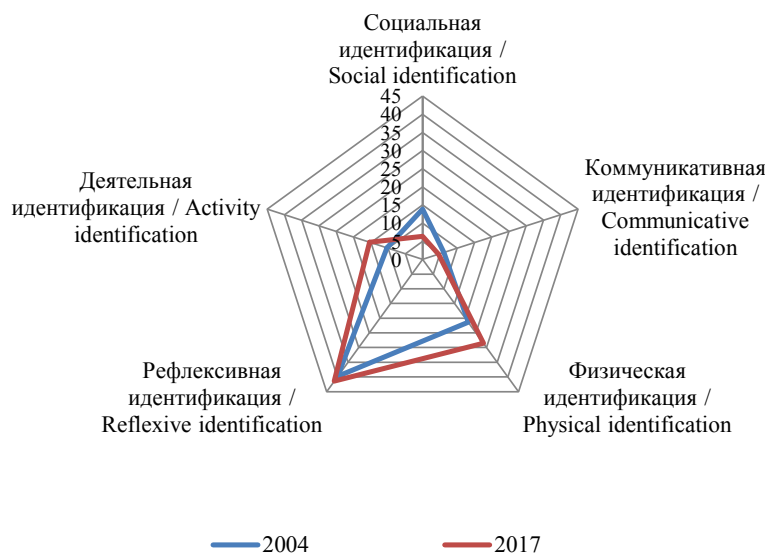 Социальная
идентификация /
Social identification
45
40
35
30
25
20
15
10
5
0
Коммуникативная
идентификация /
Communicative
identification
Деятельная
идентификация / Activity
identification
Рефлексивная
идентификация /
Reflexive identification
Физическая
идентификация /
Physical identification
2004
2017